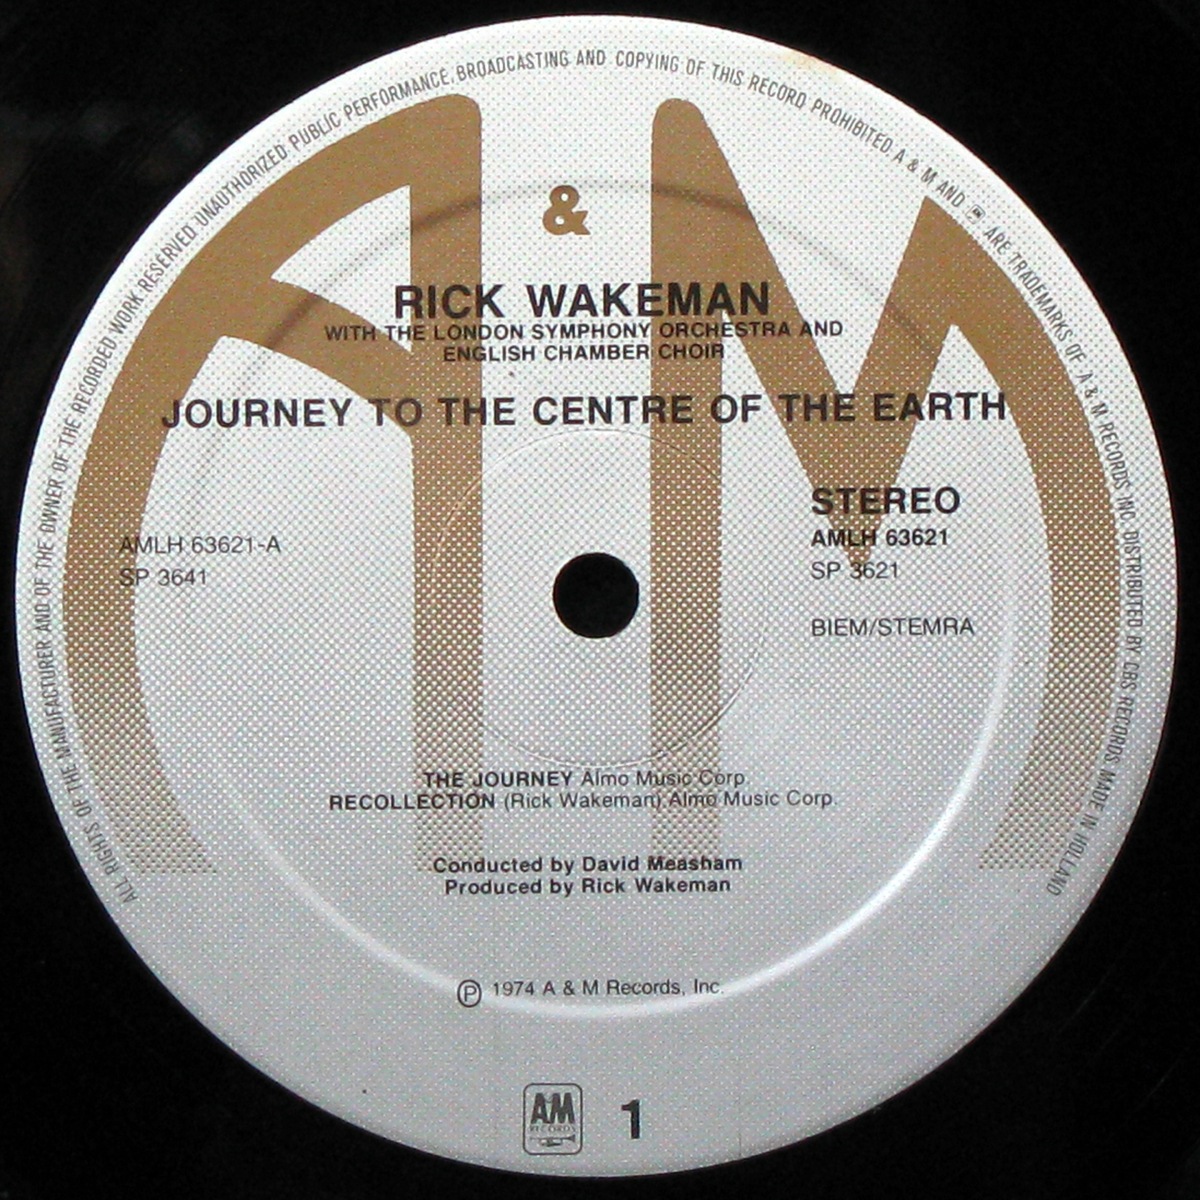 ALL RIGHTS OF THE MANUFACTURER AND OF THE OWNER OF THE RECORDED WORK RESERVED UNAUTHORIZED PUBLIC PERFORMANCE, BROADCASTING AND COPYING OF THIS RECORD PROHIBITED A & M AND AM ARE TRADEMARKS OF A & M RECORDS INC DISTRIBUTED BY CBS RECORDS MADE IN HOLLAND
A & M
RICK WAKEMAN
WITH THE LONDON SYMPHONY ORCHESTRA AND
ENGLISH CHAMBER CHOIR
JOURNEY TO THE CENTRE OF THE EARTH
STEREO
AMLH 63621-A
AMLH 63621
SP 3641
SP 3621
BIEM/STEMRA
THE JOURNEY Almo Music Corp
RECOLLECTION (Rick Wakeman) Almo Music Corp.
Conducted by David Measham
Produced by Rick Wakeman
℗ 1974 A & M Records, Inc.
AM
RECORDS
1